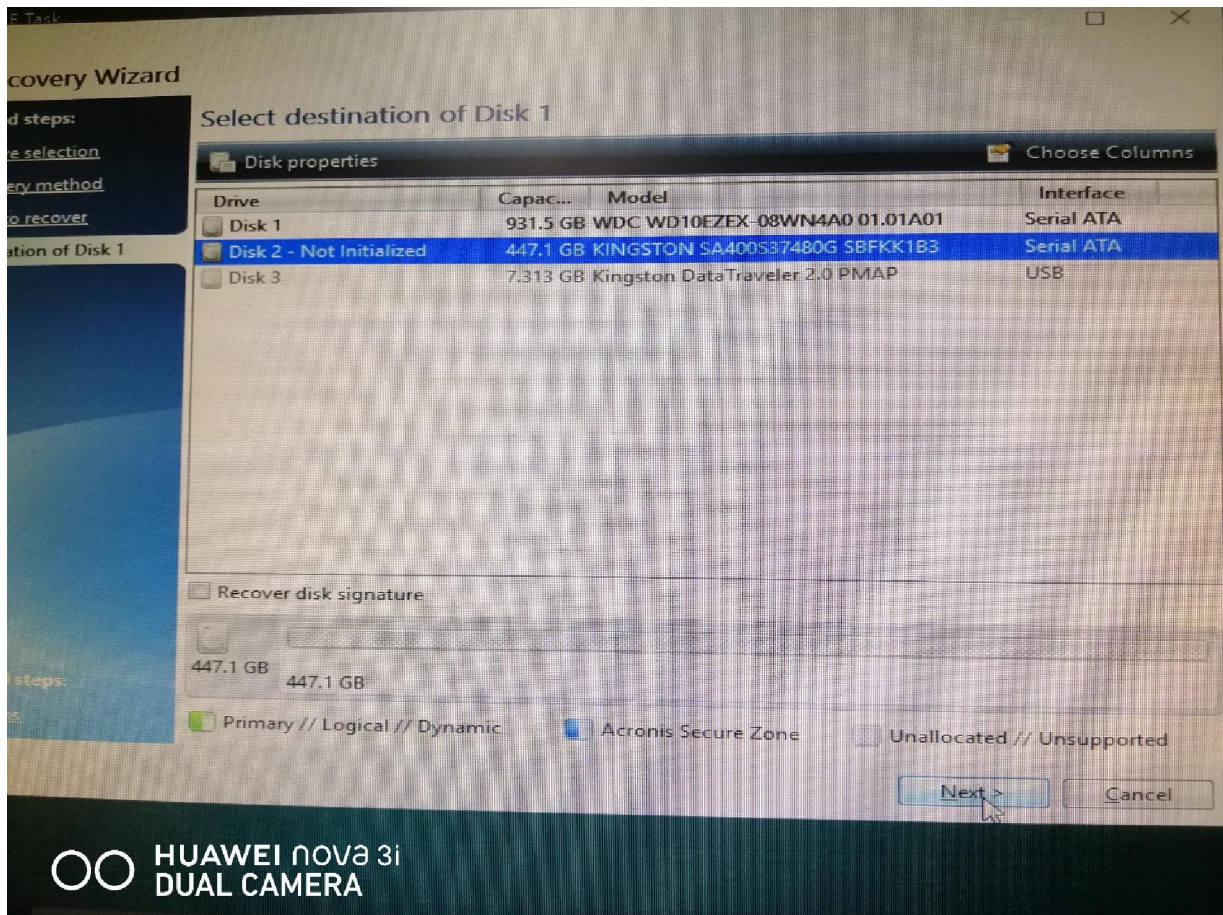 E Task
covery Wizard
d steps:
e selection
ery method
o recover
ation of Disk 1
Select destination of Disk 1
Disk properties
Choose Columns
Drive Capac... Model Interface
Disk 1 931.5 GB WDC WD10EZEX-08WN4A0 01.01A01 Serial ATA
Disk 2 - Not Initialized 447.1 GB KINGSTON SA400S37480G SBFKK1B3 Serial ATA
Disk 3 7.313 GB Kingston DataTraveler 2.0 PMAP USB
Recover disk signature
447.1 GB
447.1 GB
steps:
Primary // Logical // Dynamic
Acronis Secure Zone
Unallocated // Unsupported
Next >
Cancel
HUAWEI nova 3i
DUAL CAMERA